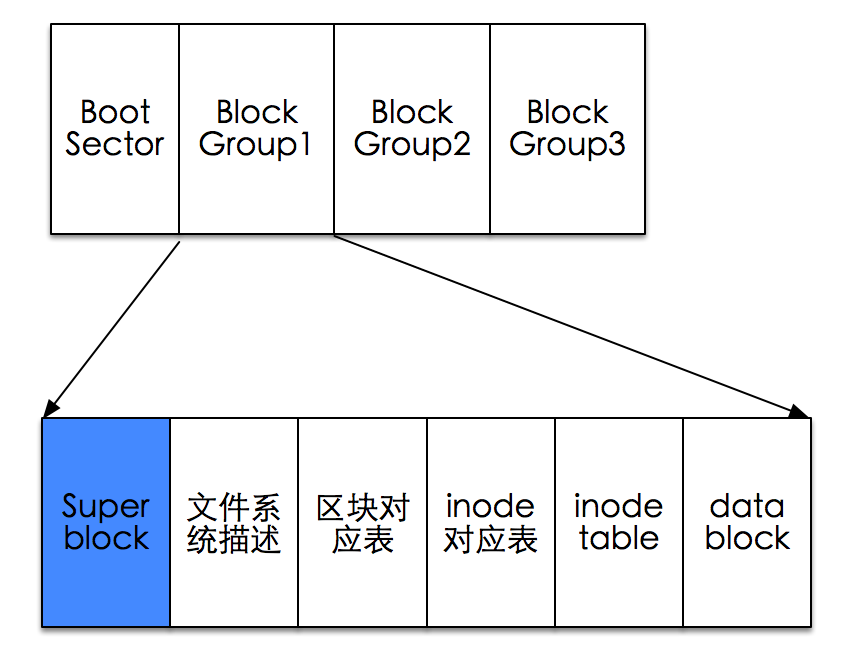 Boot
Sector
Block
Group1
Block
Group2
Block
Group3
Super
block
文件系
统描述
区块对
应表
inode
对应表
inode
table
data
block